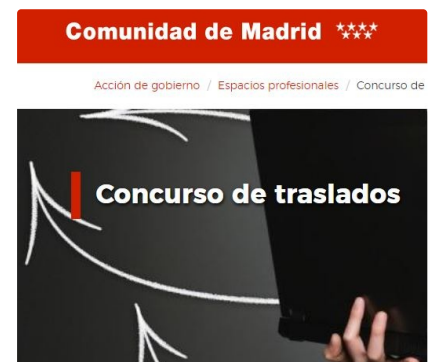 Comunidad de Madrid
Acción de gobierno / Espacios profesionales / Concurso de
Concurso de traslados